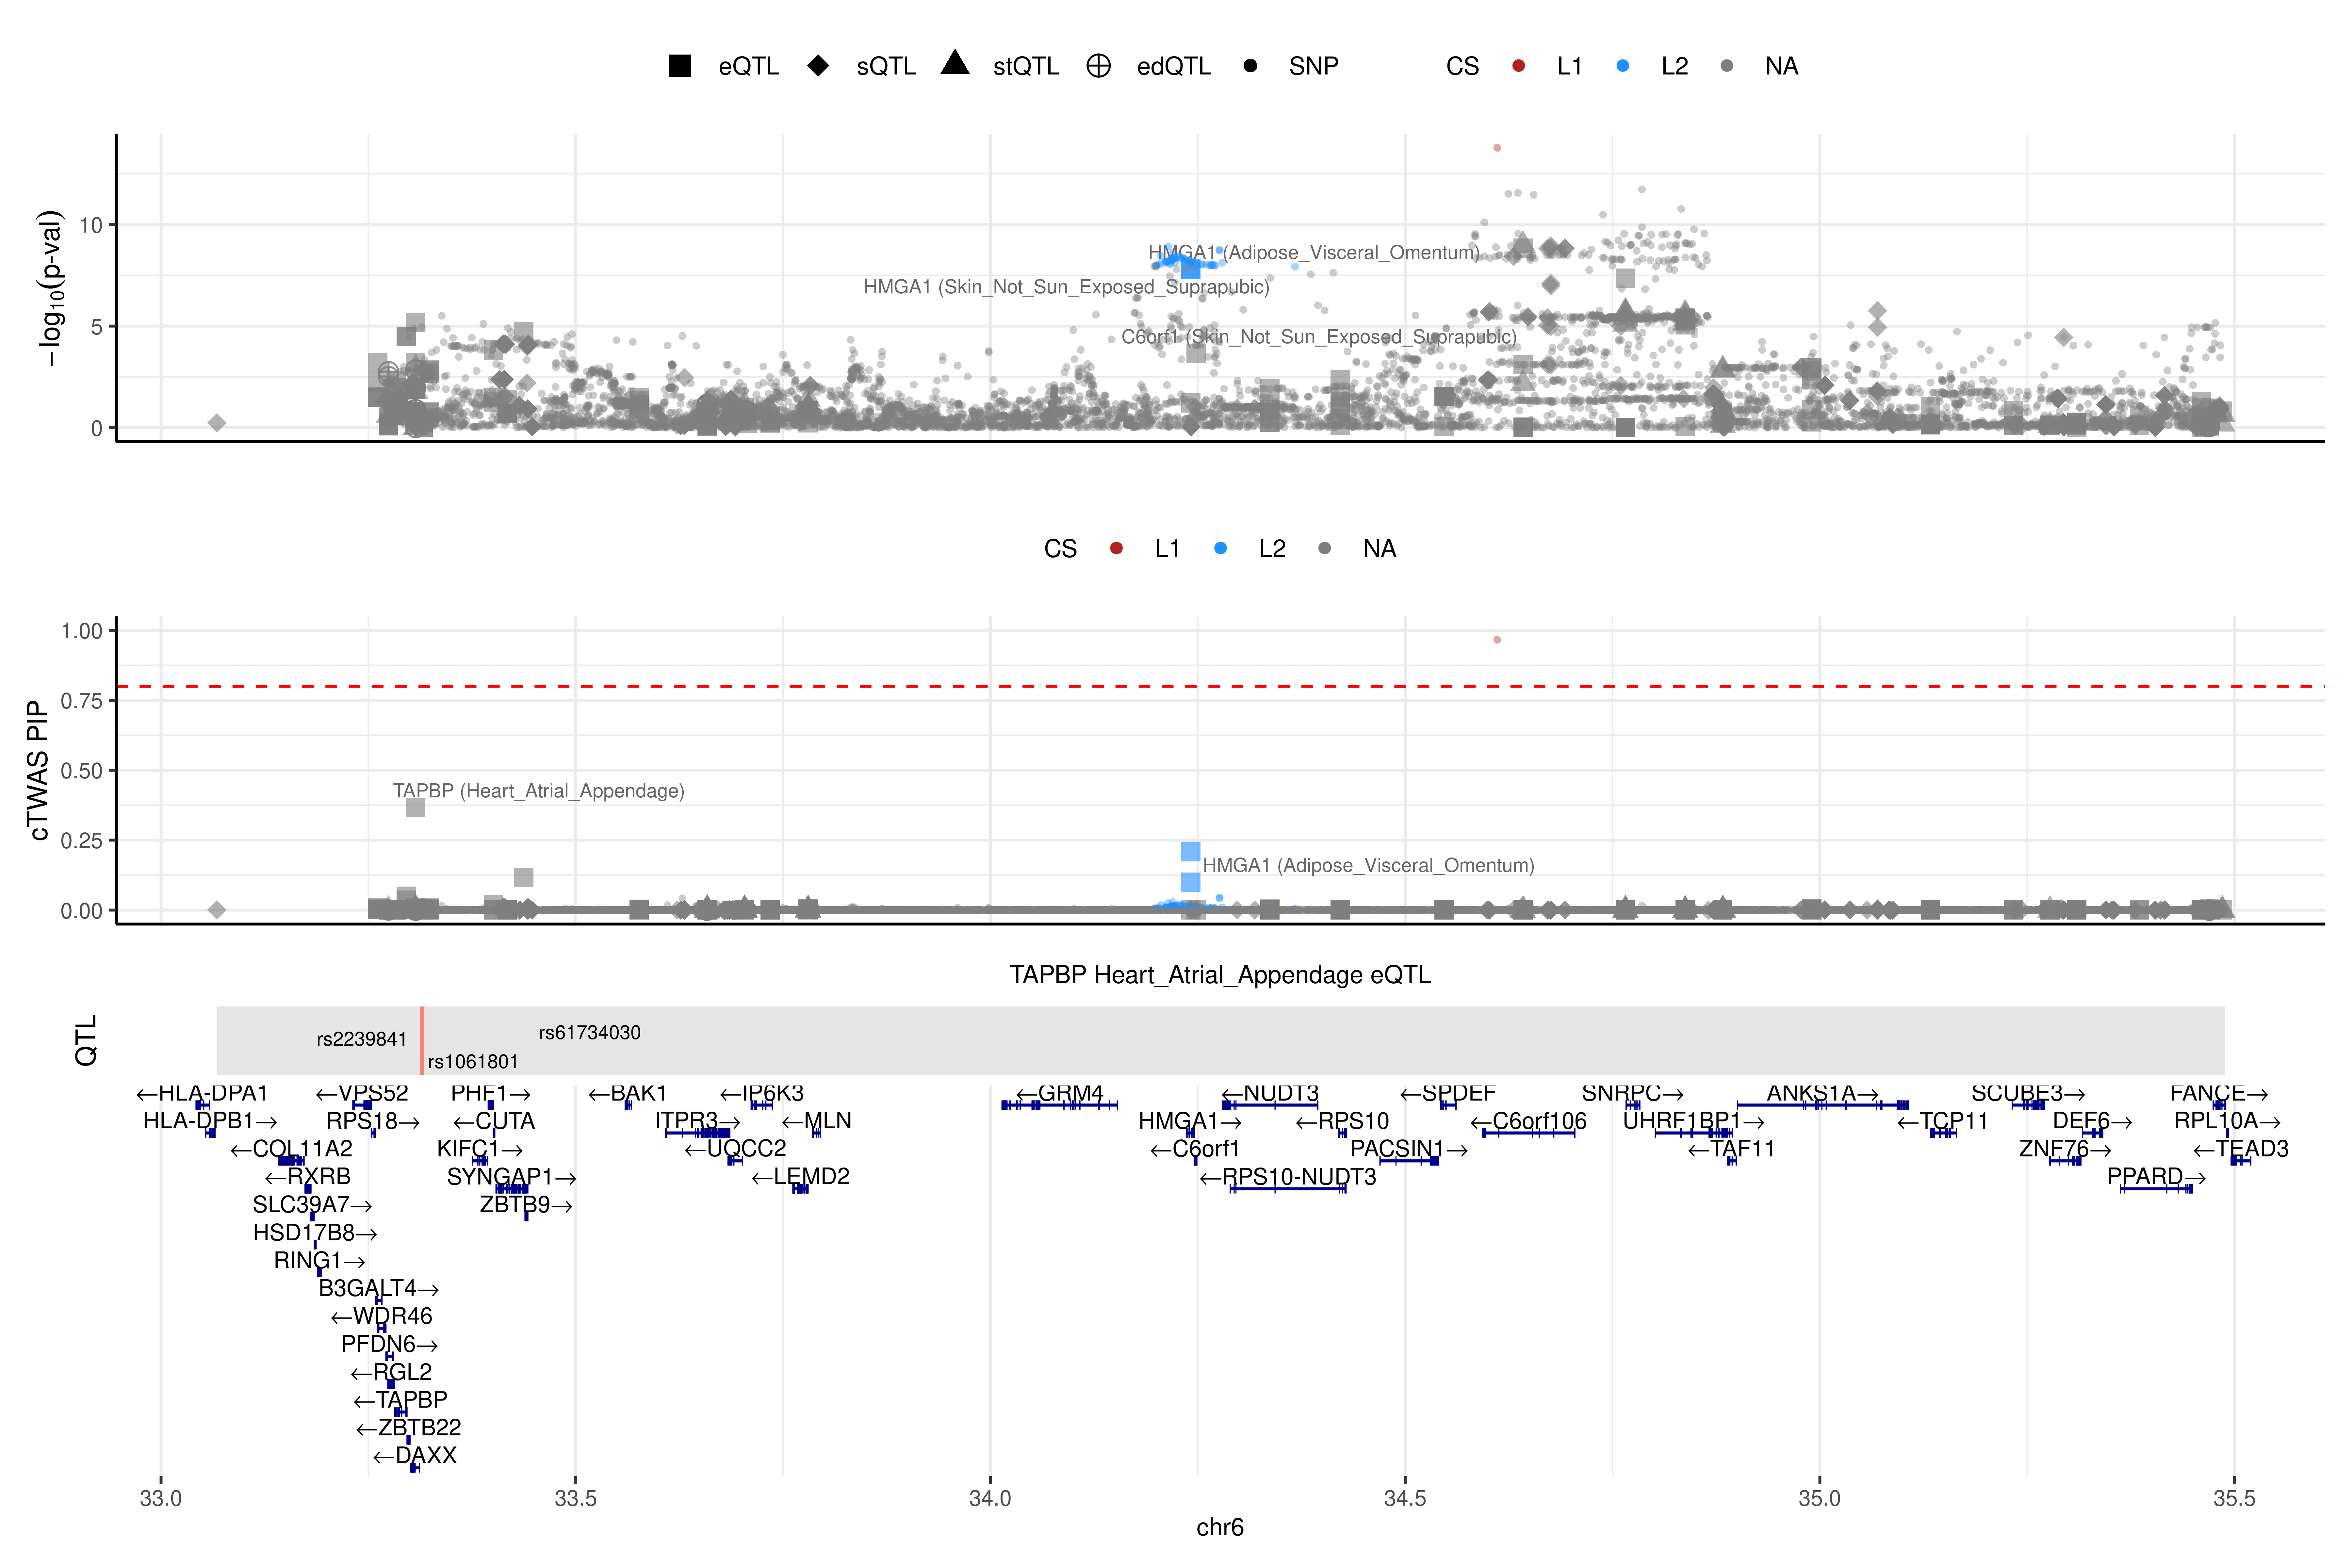 eQTL sQTL stQTL edQTL SNP CS L1 L2 NA
−log10(p-val)
10
5
0
HMGA1 (Adipose_Visceral_Omentum)
HMGA1 (Skin_Not_Sun_Exposed_Suprapubic)
C6orf1 (Skin_Not_Sun_Exposed_Suprapubic)
CS L1 L2 NA
cTWAS PIP
1.00
0.75
0.50
0.25
0.00
TAPBP (Heart_Atrial_Appendage)
HMGA1 (Adipose_Visceral_Omentum)
TAPBP Heart_Atrial_Appendage eQTL
QTL
rs61734030
rs2239841
rs1061801
←HLA-DPA1 ←VPS52 PHF1→ ←BAK1 ←IP6K3 ←GRM4 ←NUDT3 ←SPDEF SNRPC→ ANKS1A→ SCUBE3→ FANCE→
HLA-DPB1→ RPS18→ ←CUTA ITPR3→ ←MLN HMGA1→ ←RPS10 ←C6orf106 UHRF1BP1→ ←TCP11 DEF6→ RPL10A→
←COL11A2 KIFC1→ ←UQCC2 ←C6orf1 PACSIN1→ ←TAF11 ZNF76→ ←TEAD3
←RXRB SYNGAP1→ ←LEMD2 ←RPS10-NUDT3 PPARD→
SLC39A7→ ZBTB9→
HSD17B8→
RING1→
B3GALT4→
←WDR46
PFDN6→
←RGL2
←TAPBP
←ZBTB22
←DAXX
33.0 33.5 34.0 34.5 35.0 35.5
chr6